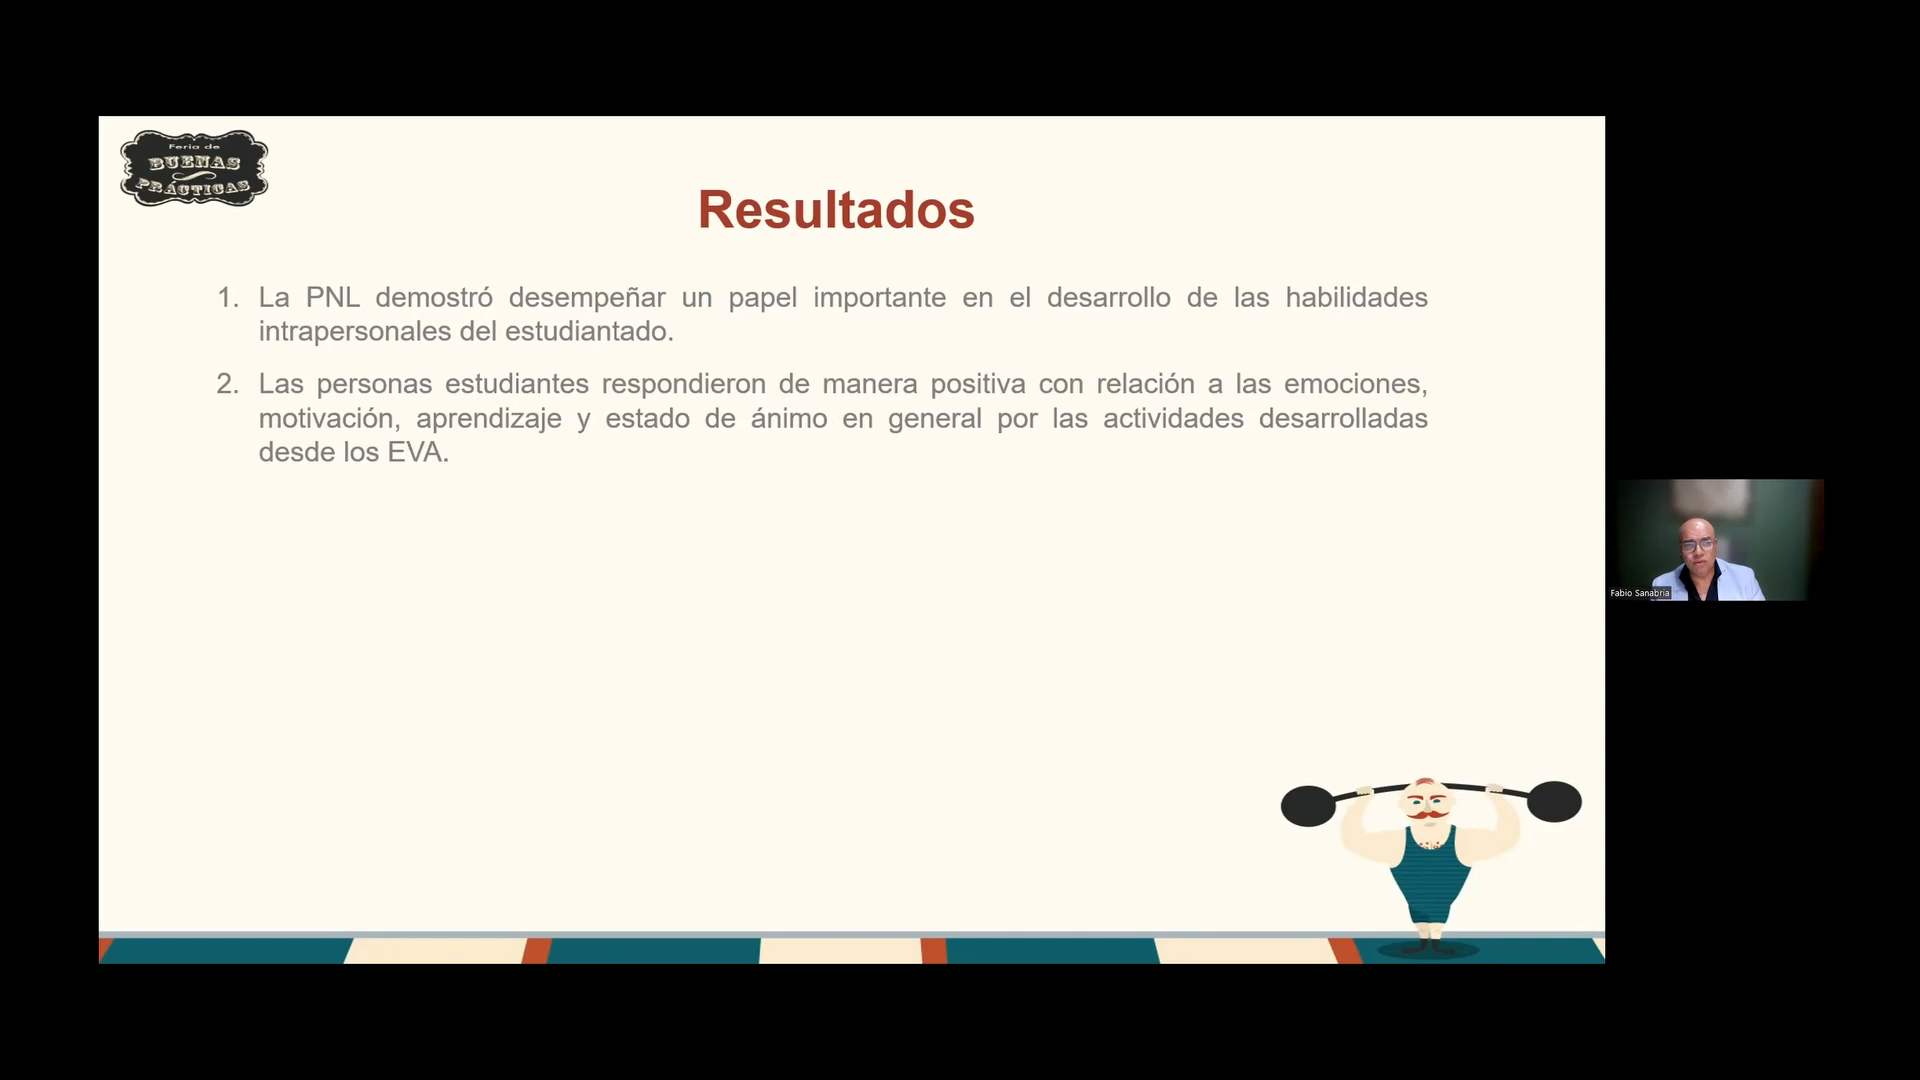 Feria de
BUENAS
PRÁCTICAS
Resultados
1. La PNL demostró desempeñar un papel importante en el desarrollo de las habilidades
intrapersonales del estudiantado.
2. Las personas estudiantes respondieron de manera positiva con relación a las emociones,
motivación, aprendizaje y estado de ánimo en general por las actividades desarrolladas
desde los EVA.
Fabio Sanabria